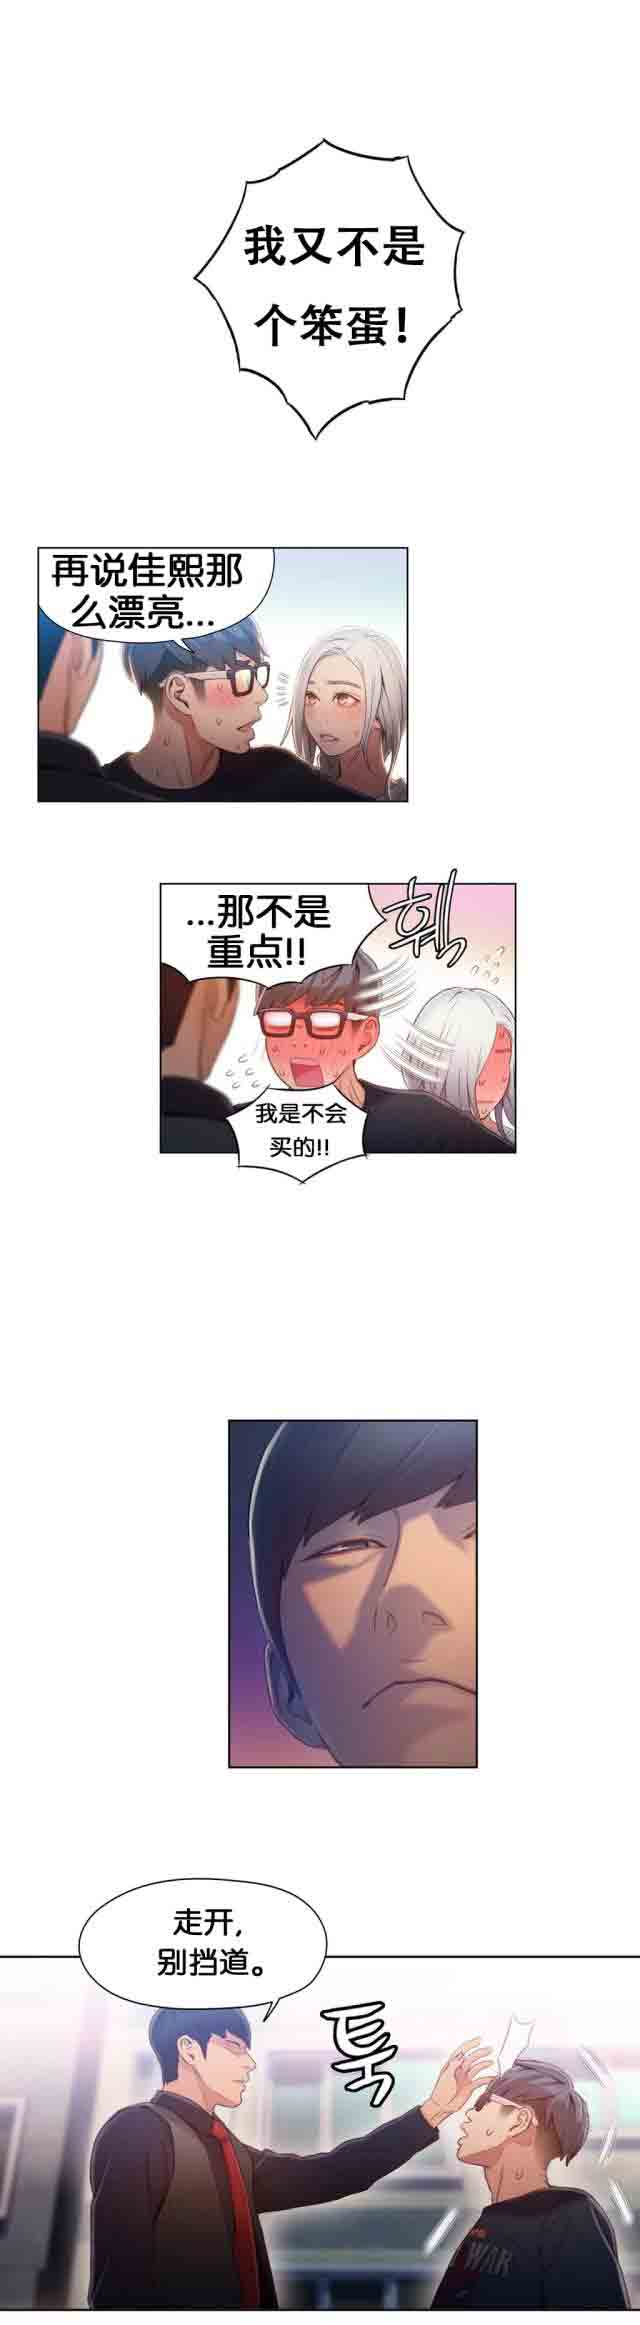 我又不是
个笨蛋!
再说佳熙那
么漂亮...
...那不是
重点!!
휙
我是不会
买的!!
走开,
别挡道。
툭
WAR